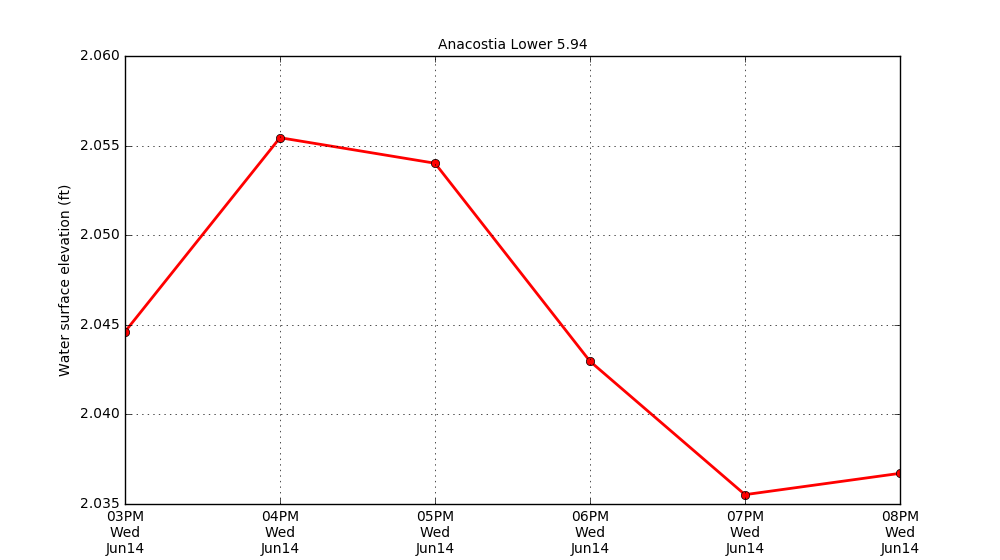 Anacostia Lower 5.94
2.060
2.055
2.050
2.045
2.040
2.035
Water surface elevation (ft)
03PM
Wed
Jun14
04PM
Wed
Jun14
05PM
Wed
Jun14
06PM
Wed
Jun14
07PM
Wed
Jun14
08PM
Wed
Jun14